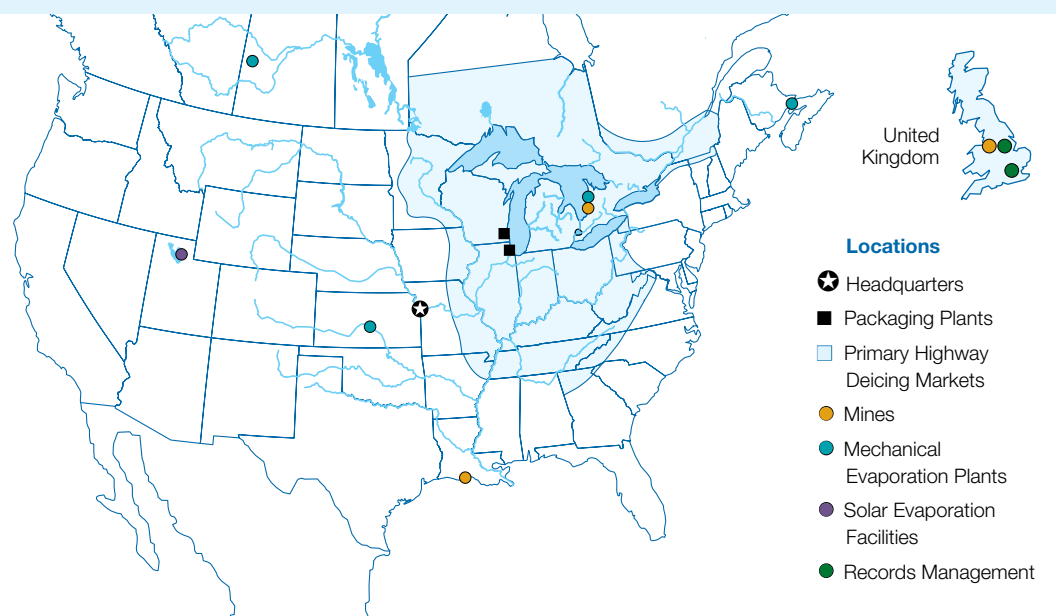 United
Kingdom
Locations
Headquarters
Packaging Plants
Primary Highway
Deicing Markets
Mines
Mechanical
Evaporation Plants
Solar Evaporation
Facilities
Records Management